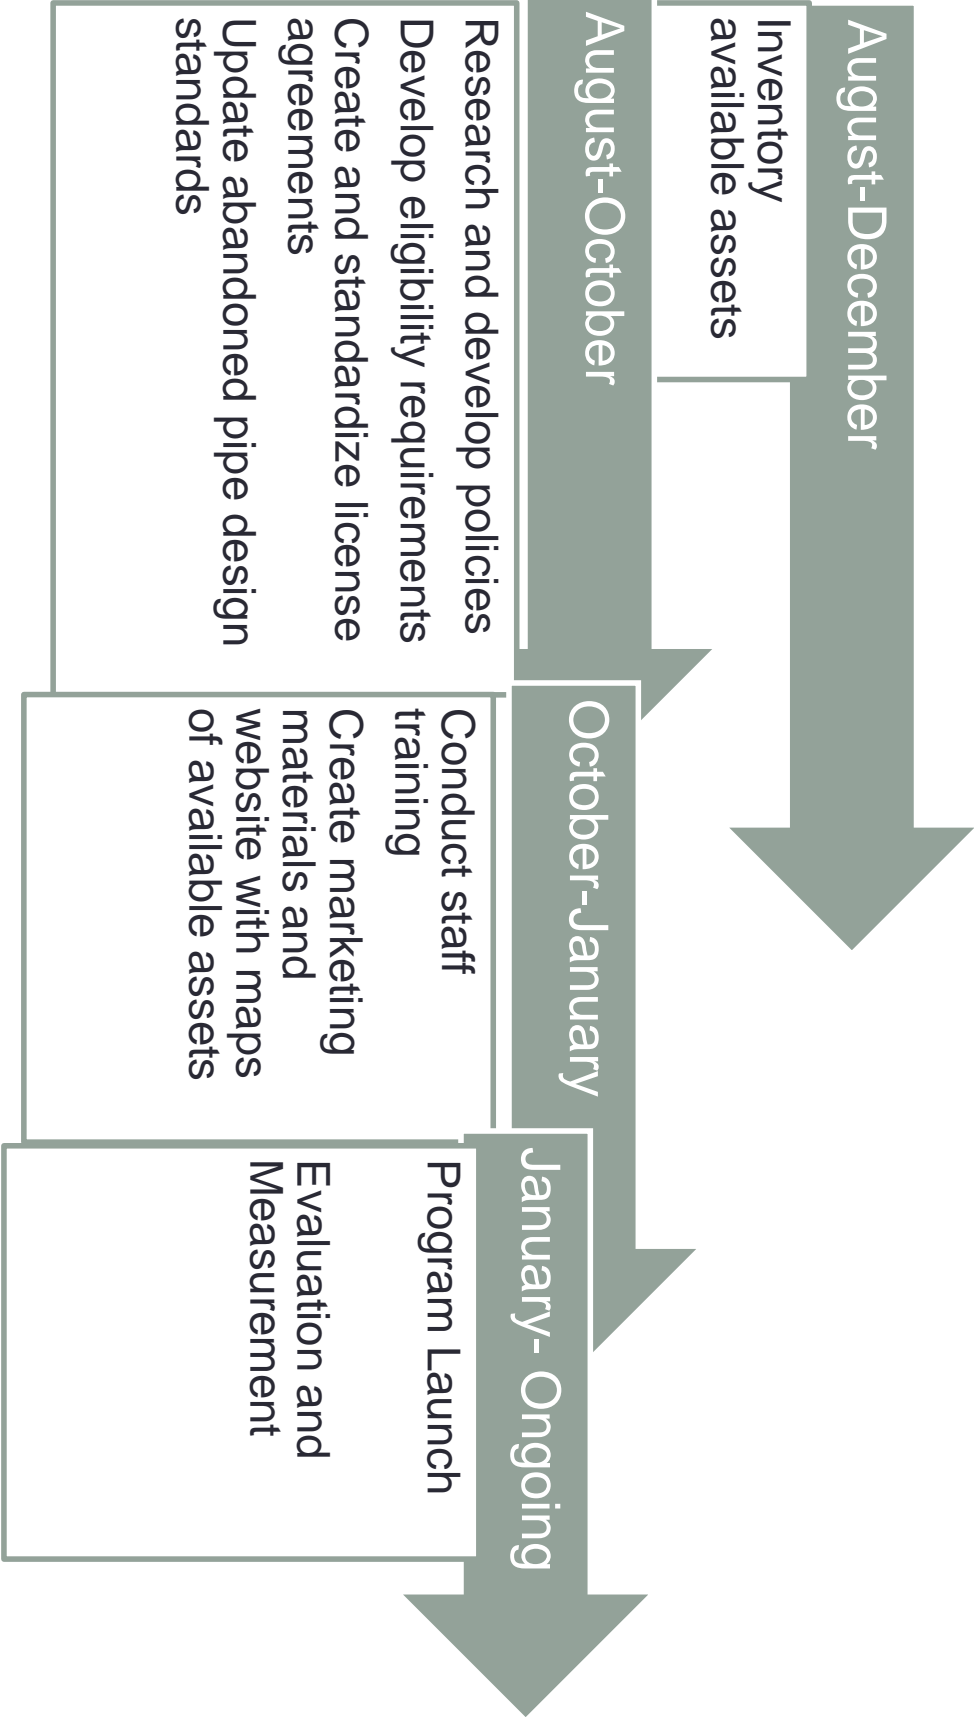 August-December
Inventory
available assets
August-October
Research and develop policies
Develop eligibility requirements
Create and standardize license
agreements
Update abandoned pipe design
standards
October-January
Conduct staff
training
Create marketing
materials and
website with maps
of available assets
January- Ongoing
Program Launch
Evaluation and
Measurement